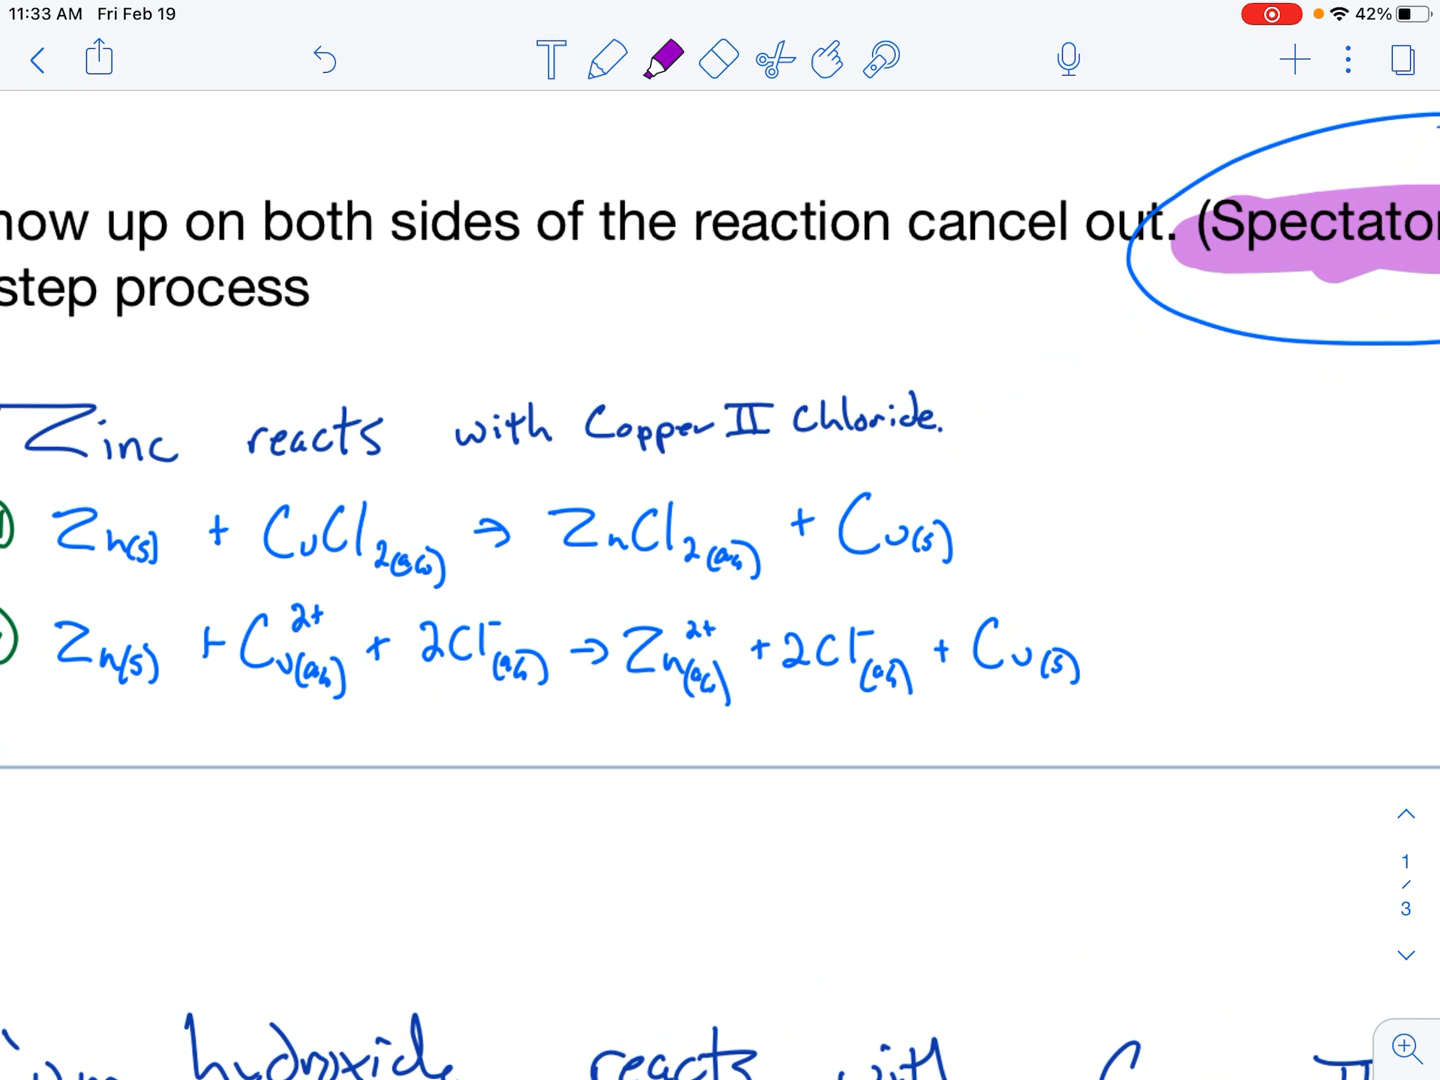 11:33 AM Fri Feb 19
42%
now up on both sides of the reaction cancel out. (Spectator
step process
Zinc reacts with Copper II Chloride.
① Zn(s) + CuCl₂(aq) → ZnCl₂(aq) + Cu(s)
Zn(s) + Cu²⁺(aq) + 2Cl⁻(aq) → Zn²⁺(aq) + 2Cl⁻(aq) + Cu(s)
1
/
3
hydroxide reacts with